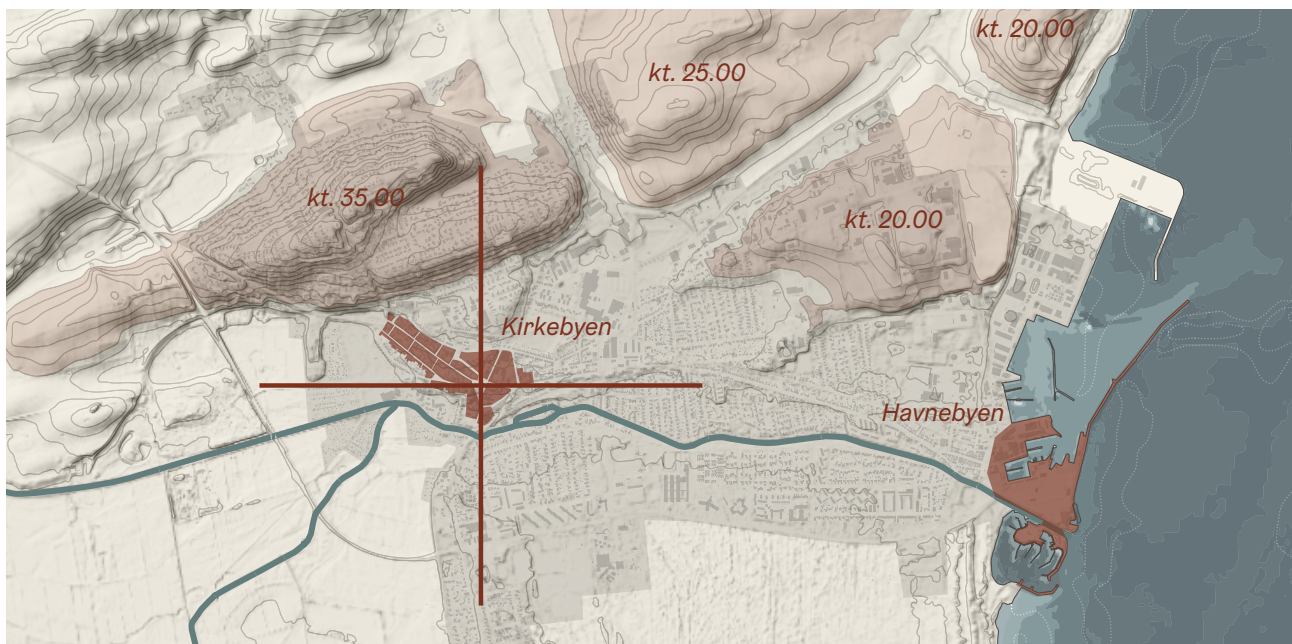 kt. 20.00
kt. 25.00
kt. 35.00
kt. 20.00
Kirkebyen
Havnebyen